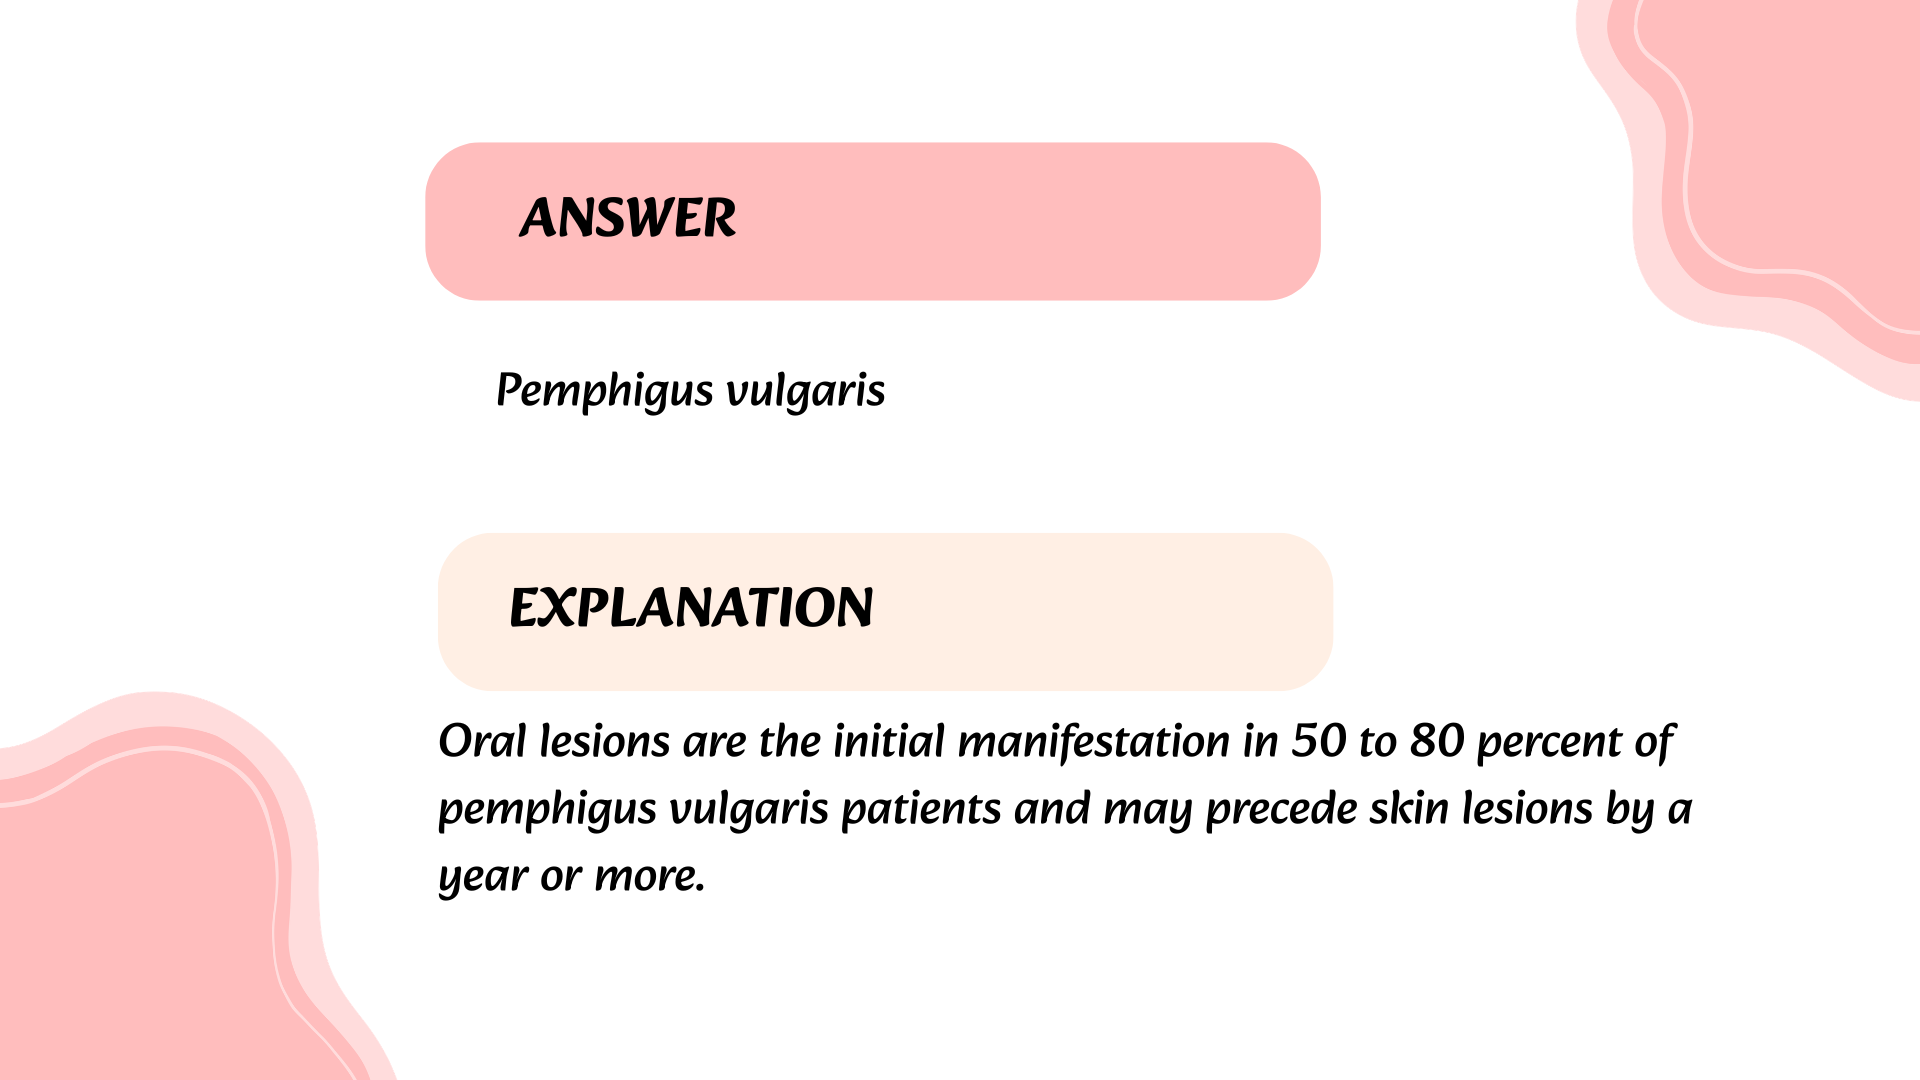 ANSWER
Pemphigus vulgaris
EXPLANATION
Oral lesions are the initial manifestation in 50 to 80 percent of
pemphigus vulgaris patients and may precede skin lesions by a
year or more.